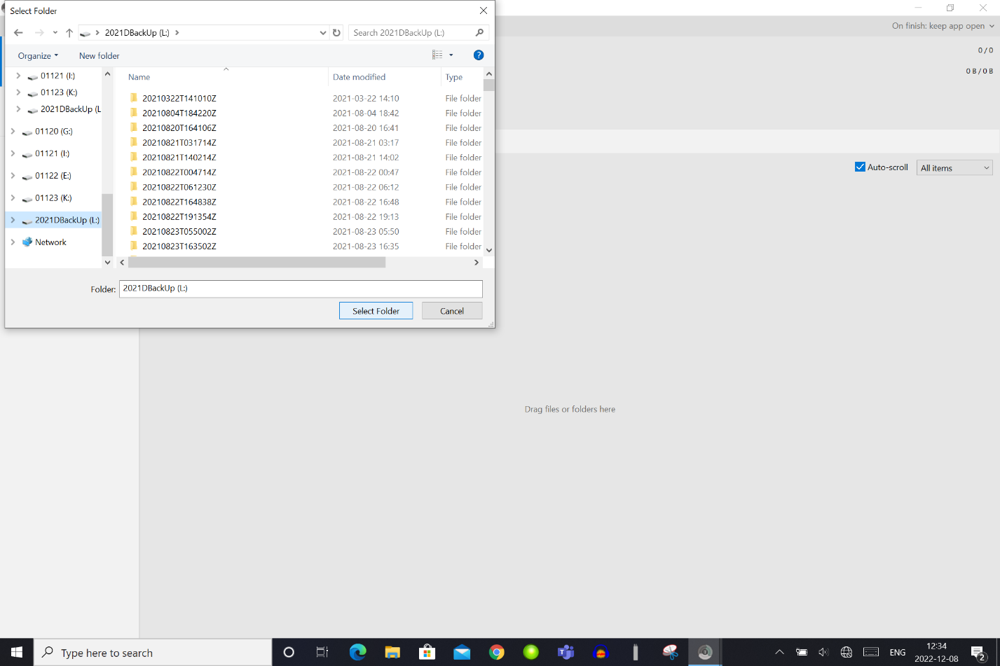 Select Folder
On finish: keep app open
2021DBackUp (L:)
Search 2021DBackUp (L:)
0 / 0
Organize
New folder
0 B / 0 B
01121 (I:)
01123 (K:)
2021DBackUp (L
01120 (G:)
01121 (I:)
01122 (E:)
01123 (K:)
2021DBackUp (L:)
Network
Name Date modified Type
20210322T141010Z 2021-03-22 14:10 File folder
20210804T184220Z 2021-08-04 18:42 File folder
20210820T164106Z 2021-08-20 16:41 File folder
20210821T031714Z 2021-08-21 03:17 File folder
20210821T140214Z 2021-08-21 14:02 File folder
20210822T004714Z 2021-08-22 00:47 File folder
20210822T061230Z 2021-08-22 06:12 File folder
20210822T164838Z 2021-08-22 16:48 File folder
20210822T191354Z 2021-08-22 19:13 File folder
20210823T055002Z 2021-08-23 05:50 File folder
20210823T163502Z 2021-08-23 16:35 File folder
Auto-scroll
All items
Folder: 2021DBackUp (L:)
Select Folder
Cancel
Drag files or folders here
Type here to search
ENG
12:34
2022-12-08
2